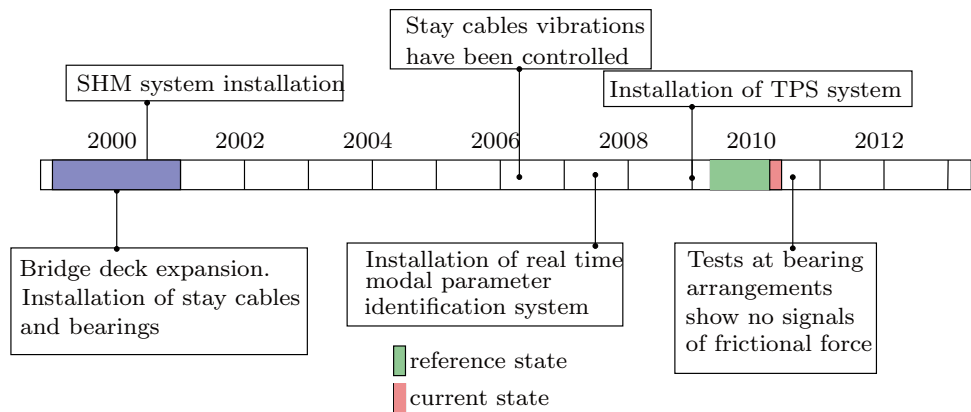 Stay cables vibrations
have been controlled
SHM system installation
Installation of TPS system
2000 2002 2004 2006 2008 2010 2012
Bridge deck expansion.
Installation of stay cables
and bearings
Installation of real time
modal parameter
identification system
Tests at bearing
arrangements
show no signals
of frictional force
reference state
current state